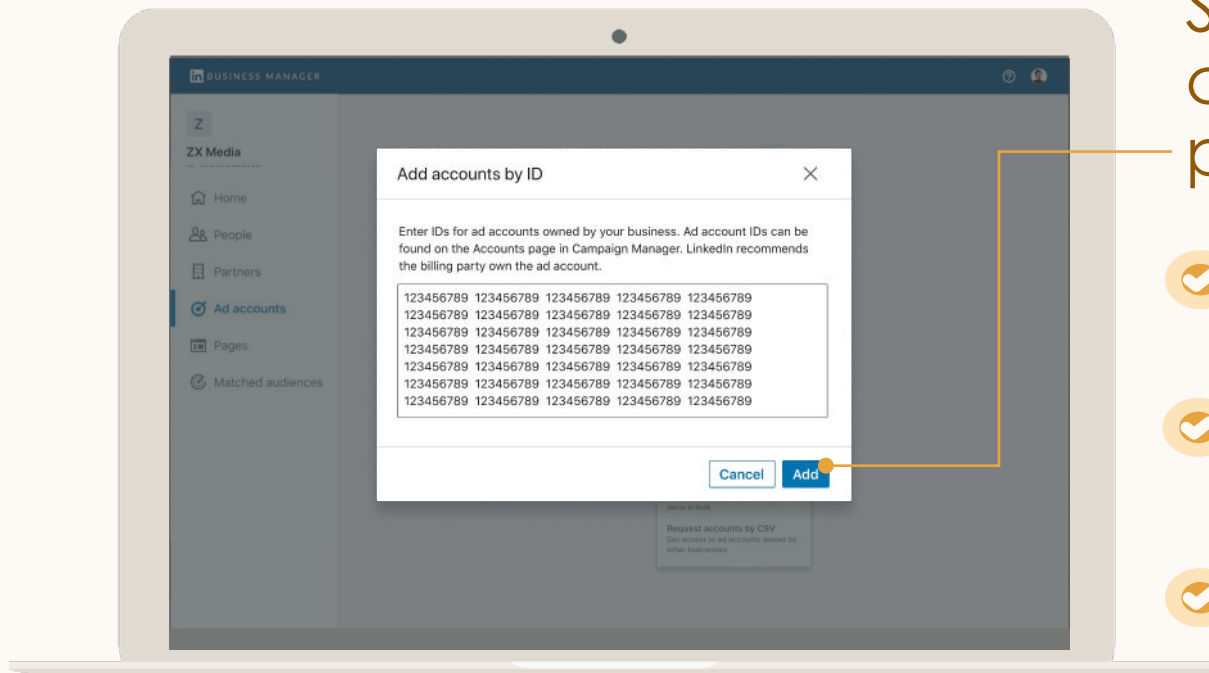 in BUSINESS MANAGER
Z
ZX Media
Home
People
Partners
Ad accounts
Pages
Matched audiences
Add accounts by ID
Enter IDs for ad accounts owned by your business. Ad account IDs can be
found on the Accounts page in Campaign Manager. LinkedIn recommends
the billing party own the ad account.
123456789 123456789 123456789 123456789 123456789
123456789 123456789 123456789 123456789 123456789
123456789 123456789 123456789 123456789 123456789
123456789 123456789 123456789 123456789 123456789
123456789 123456789 123456789 123456789 123456789
123456789 123456789 123456789 123456789 123456789
123456789 123456789 123456789 123456789 123456789
Cancel Add
owns in bulk
Request accounts by CSV
Get access to ad accounts owned by
other businesses